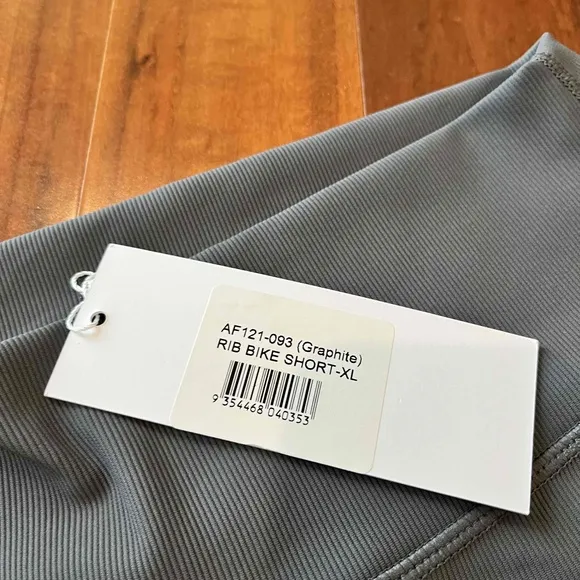 AF121-093 (Graphite)
RIB BIKE SHORT-XL
9 354468 040353